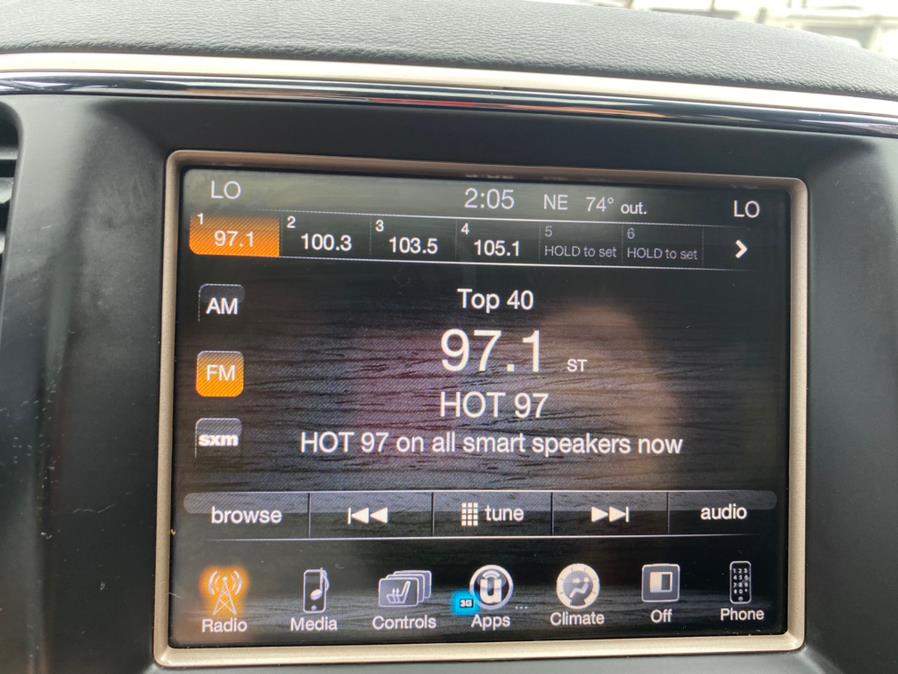 LO 2:05 NE 74° out. LO
1 97.1 2 100.3 3 103.5 4 105.1 5 HOLD to set 6 HOLD to set
AM
Top 40
97.1 ST
FM
HOT 97
sxm
HOT 97 on all smart speakers now
browse tune audio
3G
Radio Media Controls Apps Climate Off Phone